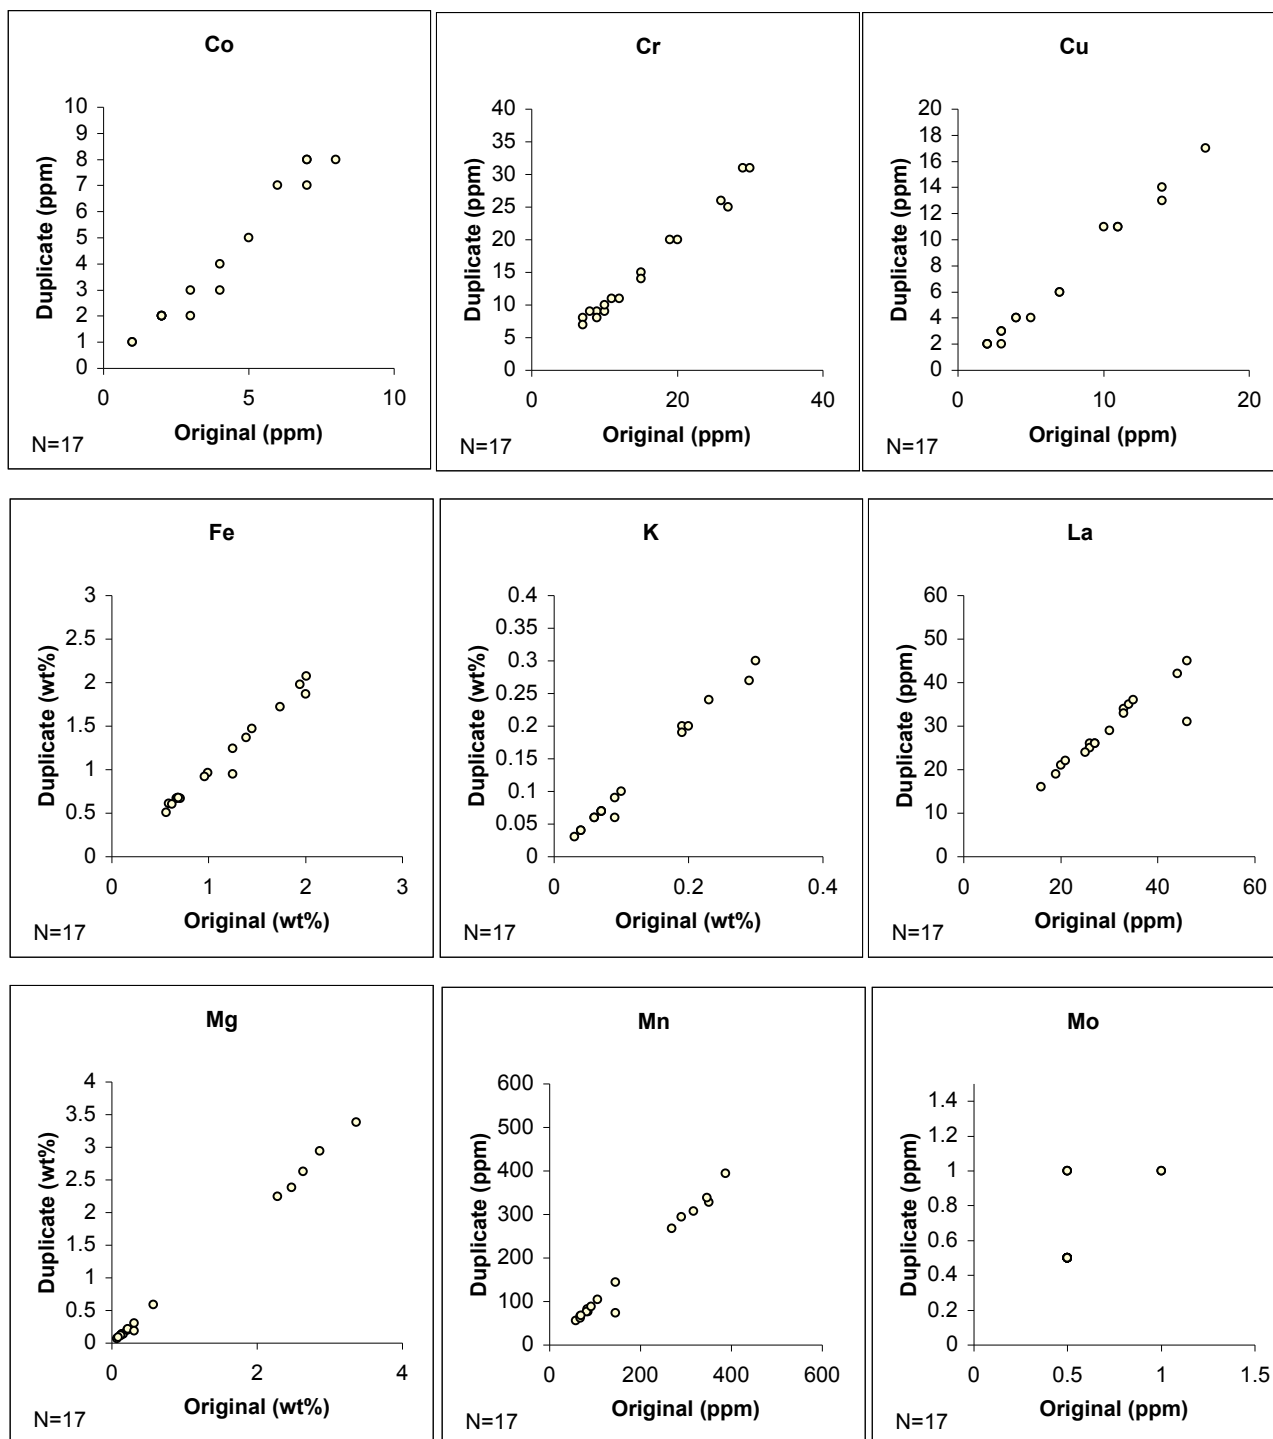 Co
Duplicate (ppm)
10
9
8
7
6
5
4
3
2
1
0
0 5 10
Original (ppm)
N=17
Cr
Duplicate (ppm)
40
35
30
25
20
15
10
5
0
0 20 40
Original (ppm)
N=17
Cu
Duplicate (ppm)
20
18
16
14
12
10
8
6
4
2
0
0 10 20
Original (ppm)
N=17
Fe
Duplicate (wt%)
3
2.5
2
1.5
1
0.5
0
0 1 2 3
Original (wt%)
N=17
K
Duplicate (wt%)
0.4
0.35
0.3
0.25
0.2
0.15
0.1
0.05
0
0 0.2 0.4
Original (wt%)
N=17
La
Duplicate (ppm)
60
50
40
30
20
10
0
0 20 40 60
Original (ppm)
N=17
Mg
Duplicate (wt%)
4
3.5
3
2.5
2
1.5
1
0.5
0
0 2 4
Original (wt%)
N=17
Mn
Duplicate (ppm)
600
500
400
300
200
100
0
0 200 400 600
Original (ppm)
N=17
Mo
Duplicate (ppm)
1.4
1.2
1
0.8
0.6
0.4
0.2
0
0 0.5 1 1.5
Original (ppm)
N=17